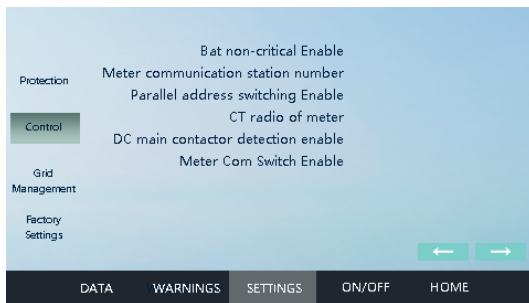 Bat non-critical Enable
Meter communication station number
Parallel address switching Enable
CT radio of meter
DC main contactor detection enable
Meter Com Switch Enable
Protection
Control
Grid
Management
Factory
Settings
DATA WARNINGS SETTINGS ON/OFF HOME